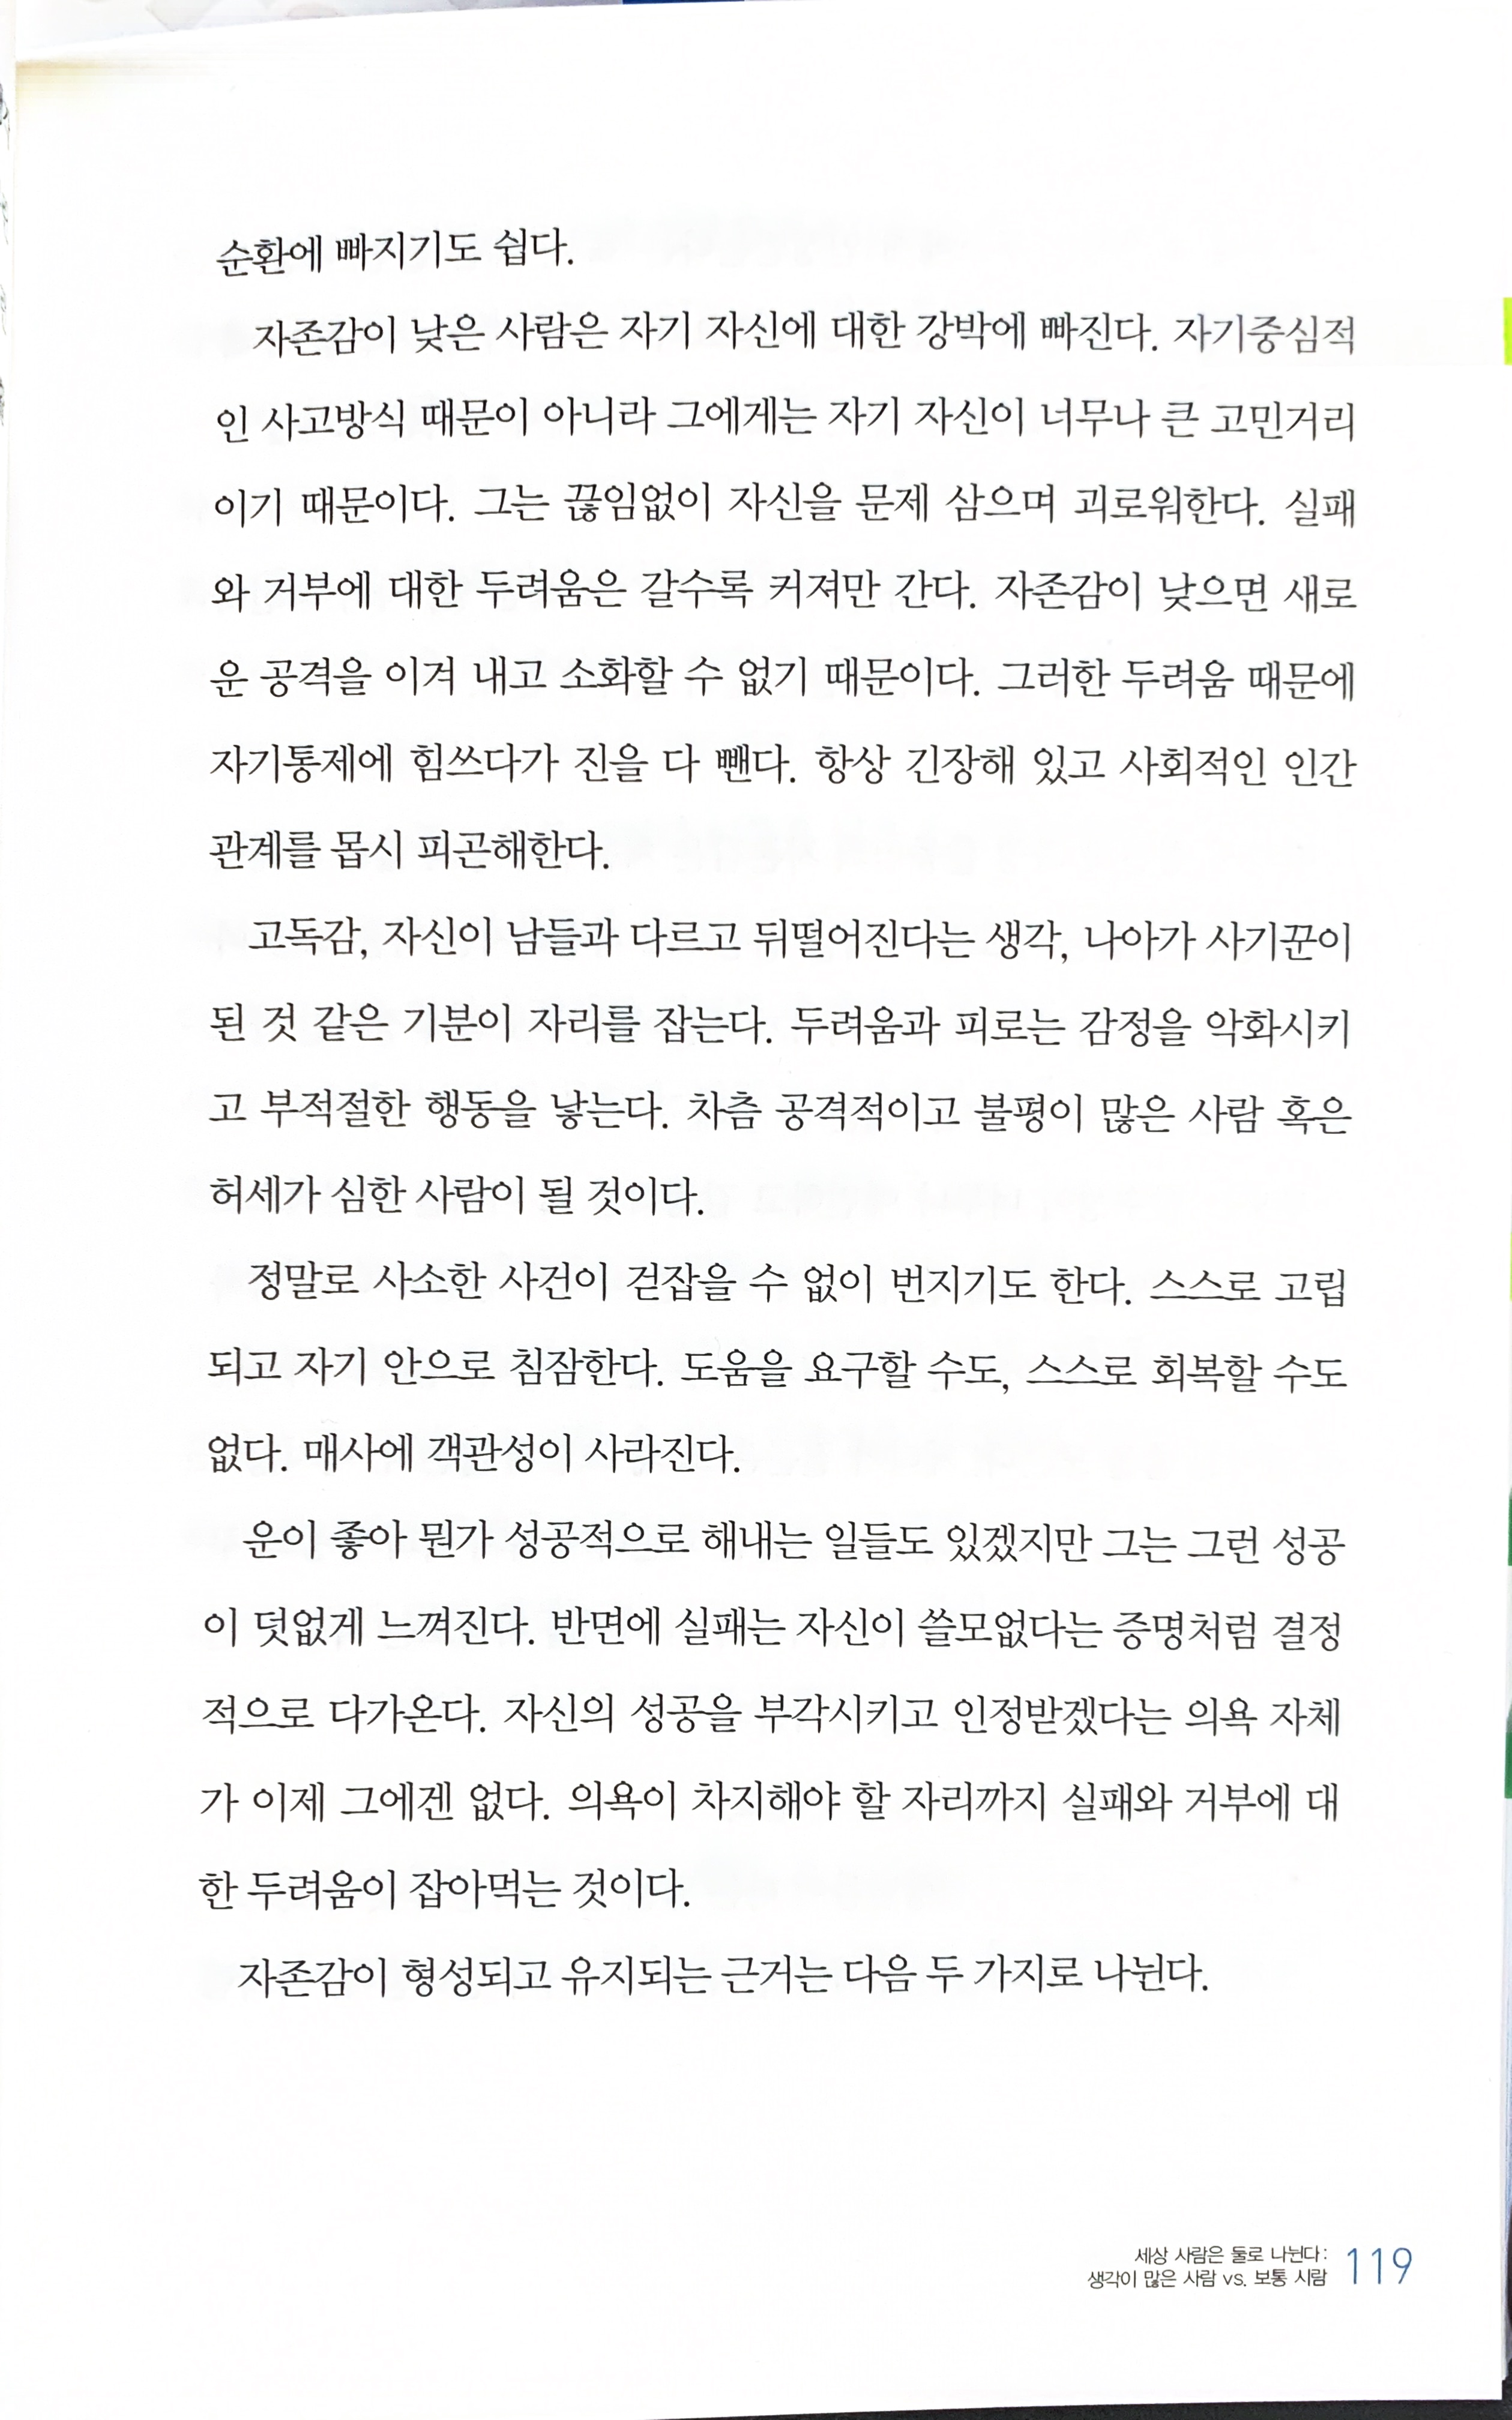 순환에 빠지기도 쉽다.
자존감이 낮은 사람은 자기 자신에 대한 강박에 빠진다. 자기중심적
인 사고방식 때문이 아니라 그에게는 자기 자신이 너무나 큰 고민거리
이기 때문이다. 그는 끊임없이 자신을 문제 삼으며 괴로워한다. 실패
와 거부에 대한 두려움은 갈수록 커져만 간다. 자존감이 낮으면 새로
운 공격을 이겨 내고 소화할 수 없기 때문이다. 그러한 두려움 때문에
자기통제에 힘쓰다가 진을 다 뺀다. 항상 긴장해 있고 사회적인 인간
관계를 몹시 피곤해한다.
고독감, 자신이 남들과 다르고 뒤떨어진다는 생각, 나아가 사기꾼이
된 것 같은 기분이 자리를 잡는다. 두려움과 피로는 감정을 악화시키
고 부적절한 행동을 낳는다. 차츰 공격적이고 불평이 많은 사람 혹은
허세가 심한 사람이 될 것이다.
정말로 사소한 사건이 걷잡을 수 없이 번지기도 한다. 스스로 고립
되고 자기 안으로 침잠한다. 도움을 요구할 수도, 스스로 회복할 수도
없다. 매사에 객관성이 사라진다.
운이 좋아 뭔가 성공적으로 해내는 일들도 있겠지만 그는 그런 성공
이 덧없게 느껴진다. 반면에 실패는 자신이 쓸모없다는 증명처럼 결정
적으로 다가온다. 자신의 성공을 부각시키고 인정받겠다는 의욕 자체
가 이제 그에겐 없다. 의욕이 차지해야 할 자리까지 실패와 거부에 대
한 두려움이 잡아먹는 것이다.
자존감이 형성되고 유지되는 근거는 다음 두 가지로 나뉜다.
세상 사람은 둘로 나뉜다:
생각이 많은 사람 vs. 보통 사람
119